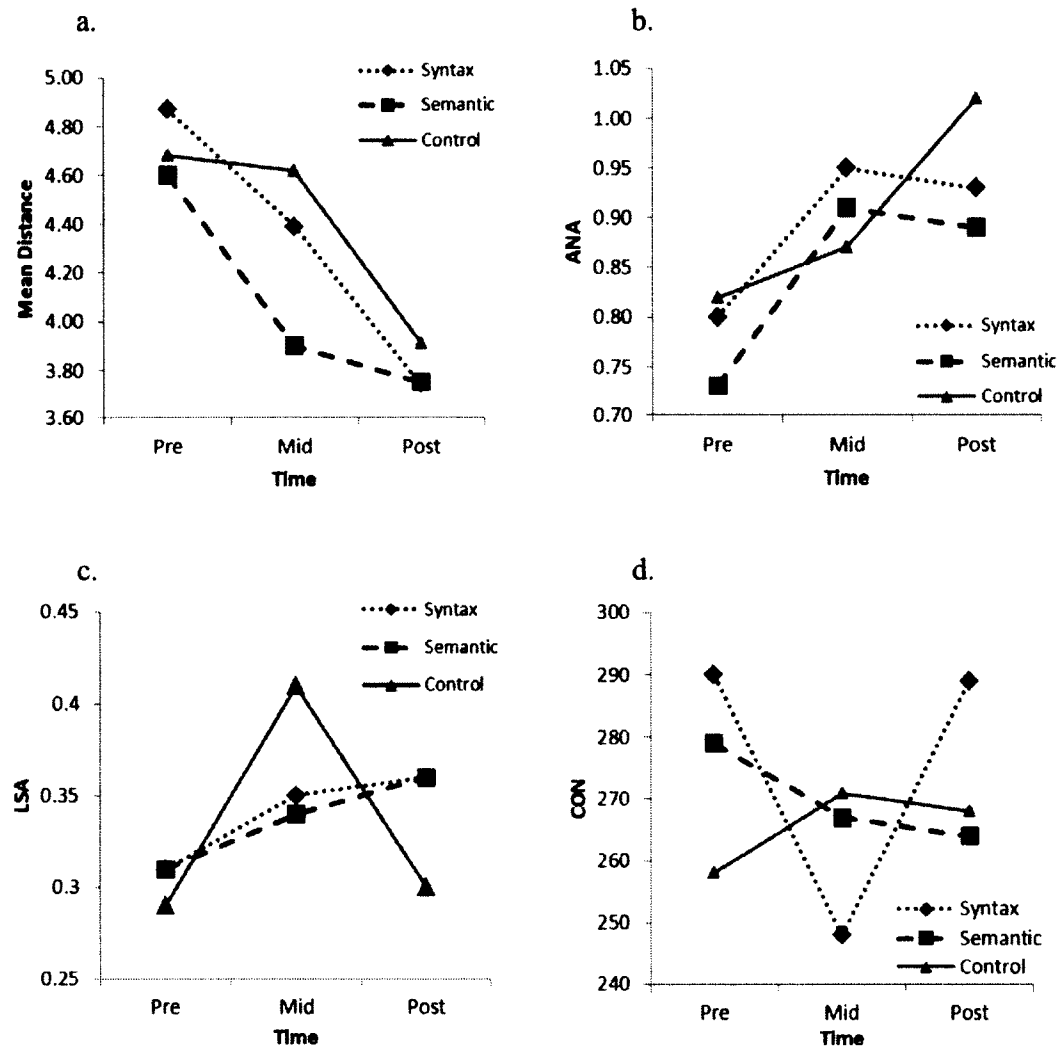 a.
5.00
4.80
4.60
4.40
4.20
4.00
3.80
3.60
Mean Distance
Pre
Mid
Post
Time
Syntax
Semantic
Control
b.
1.05
1.00
0.95
0.90
0.85
0.80
0.75
0.70
ANA
Pre
Mid
Post
Time
Syntax
Semantic
Control
c.
0.45
0.4
0.35
0.3
0.25
LSA
Pre
Mid
Post
Time
Syntax
Semantic
Control
d.
300
290
280
270
260
250
240
CON
Pre
Mid
Post
Time
Syntax
Semantic
Control